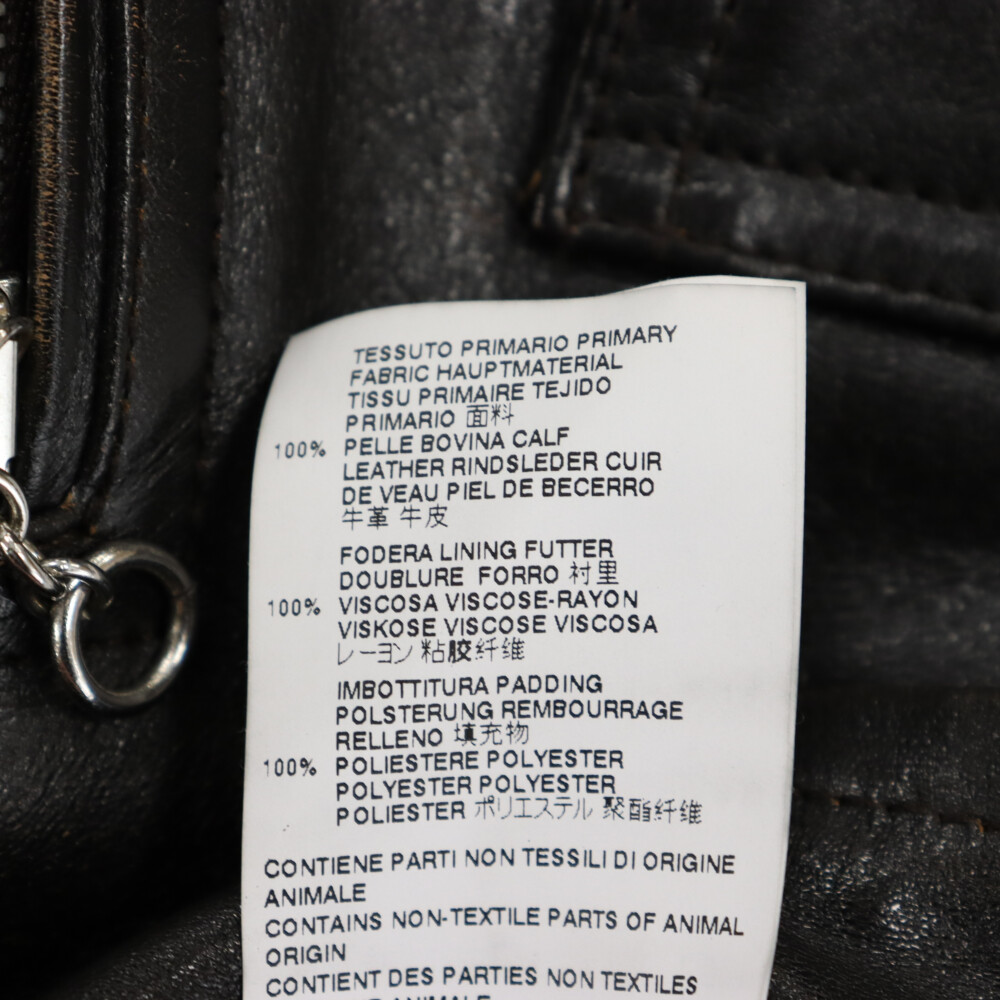 TESSUTO PRIMARIO PRIMARY
FABRIC HAUPTMATERIAL
TISSU PRIMAIRE TEJIDO
PRIMARIO 面料
100% PELLE BOVINA CALF
LEATHER RINDSLEDER CUIR
DE VEAU PIEL DE BECERRO
牛革 牛皮
FODERA LINING FUTTER
DOUBLURE FORRO 衬里
100% VISCOSA VISCOSE-RAYON
VISKOSE VISCOSE VISCOSA
レーヨン 粘胶纤维
IMBOTTITURA PADDING
POLSTERUNG REMBOURRAGE
RELLENO 填充物
100% POLIESTERE POLYESTER
POLYESTER POLYESTER
POLIESTER ポリエステル 聚酯纤维
CONTIENE PARTI NON TESSILI DI ORIGINE
ANIMALE
CONTAINS NON-TEXTILE PARTS OF ANIMAL
ORIGIN
CONTIENT DES PARTIES NON TEXTILES
ANIMALE